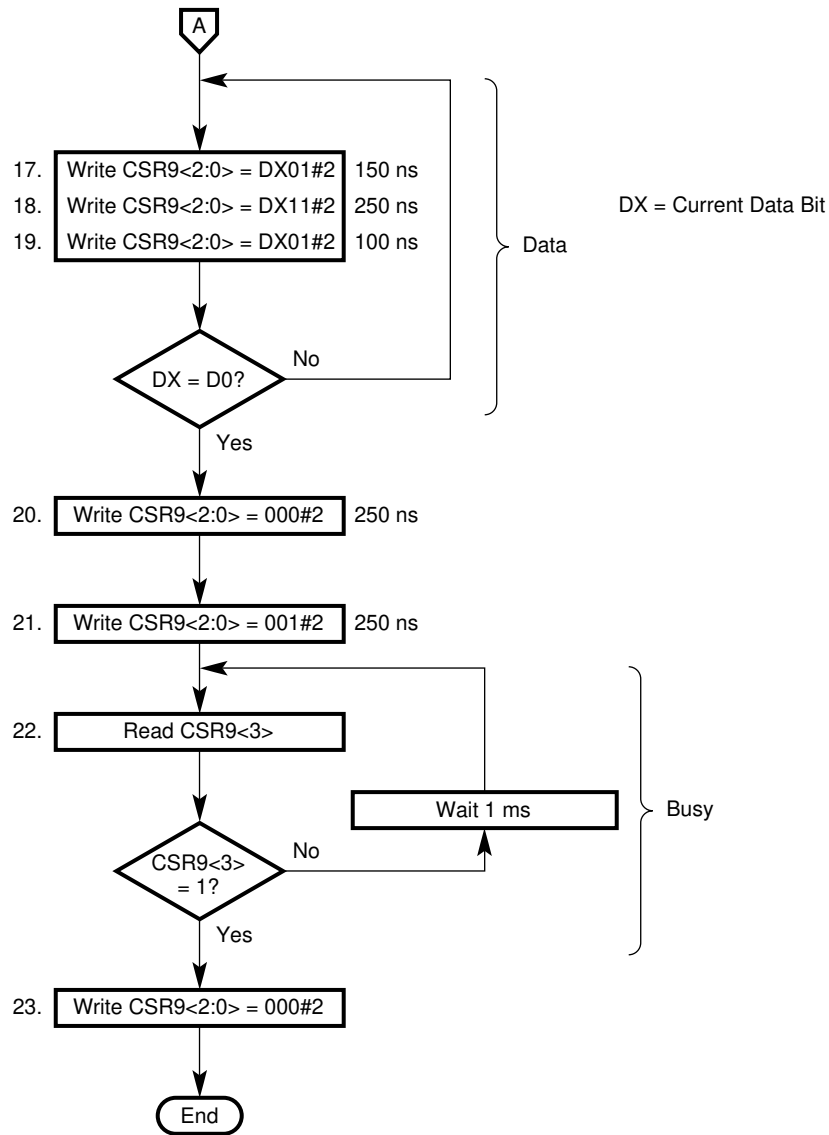 A
17. Write CSR9<2:0> = DX01#2 150 ns
18. Write CSR9<2:0> = DX11#2 250 ns
DX = Current Data Bit
19. Write CSR9<2:0> = DX01#2 100 ns
Data
No
DX = D0?
Yes
20. Write CSR9<2:0> = 000#2 250 ns
21. Write CSR9<2:0> = 001#2 250 ns
22. Read CSR9<3>
Wait 1 ms
Busy
No
CSR9<3>
= 1?
Yes
23. Write CSR9<2:0> = 000#2
End